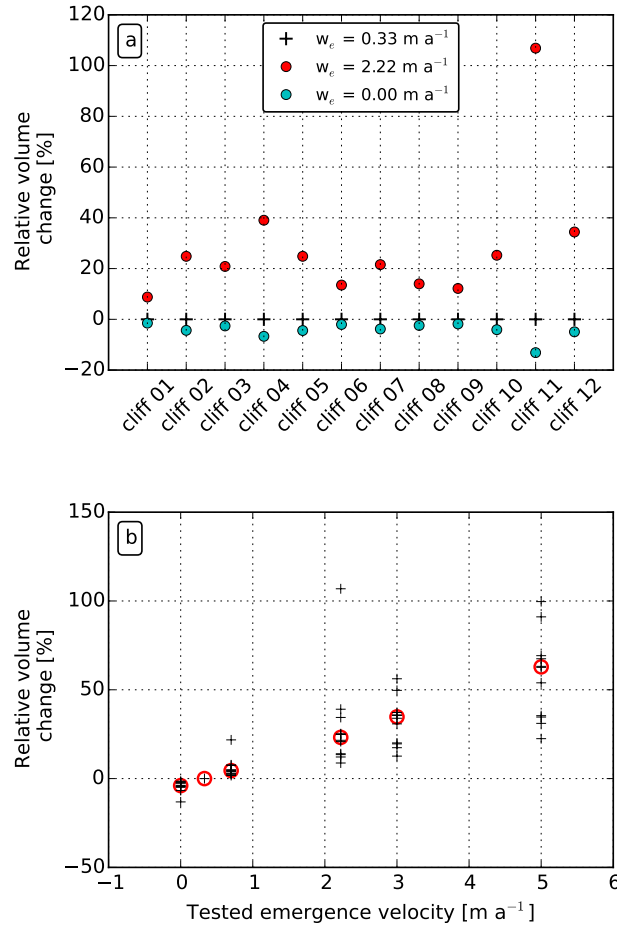 a
w_e = 0.33 m a⁻¹
w_e = 2.22 m a⁻¹
w_e = 0.00 m a⁻¹
120
100
80
60
40
20
0
−20
Relative volume
change [%]
cliff 01
cliff 02
cliff 03
cliff 04
cliff 05
cliff 06
cliff 07
cliff 08
cliff 09
cliff 10
cliff 11
cliff 12
b
150
100
50
0
−50
Relative volume
change [%]
−1 0 1 2 3 4 5 6
Tested emergence velocity [m a⁻¹]